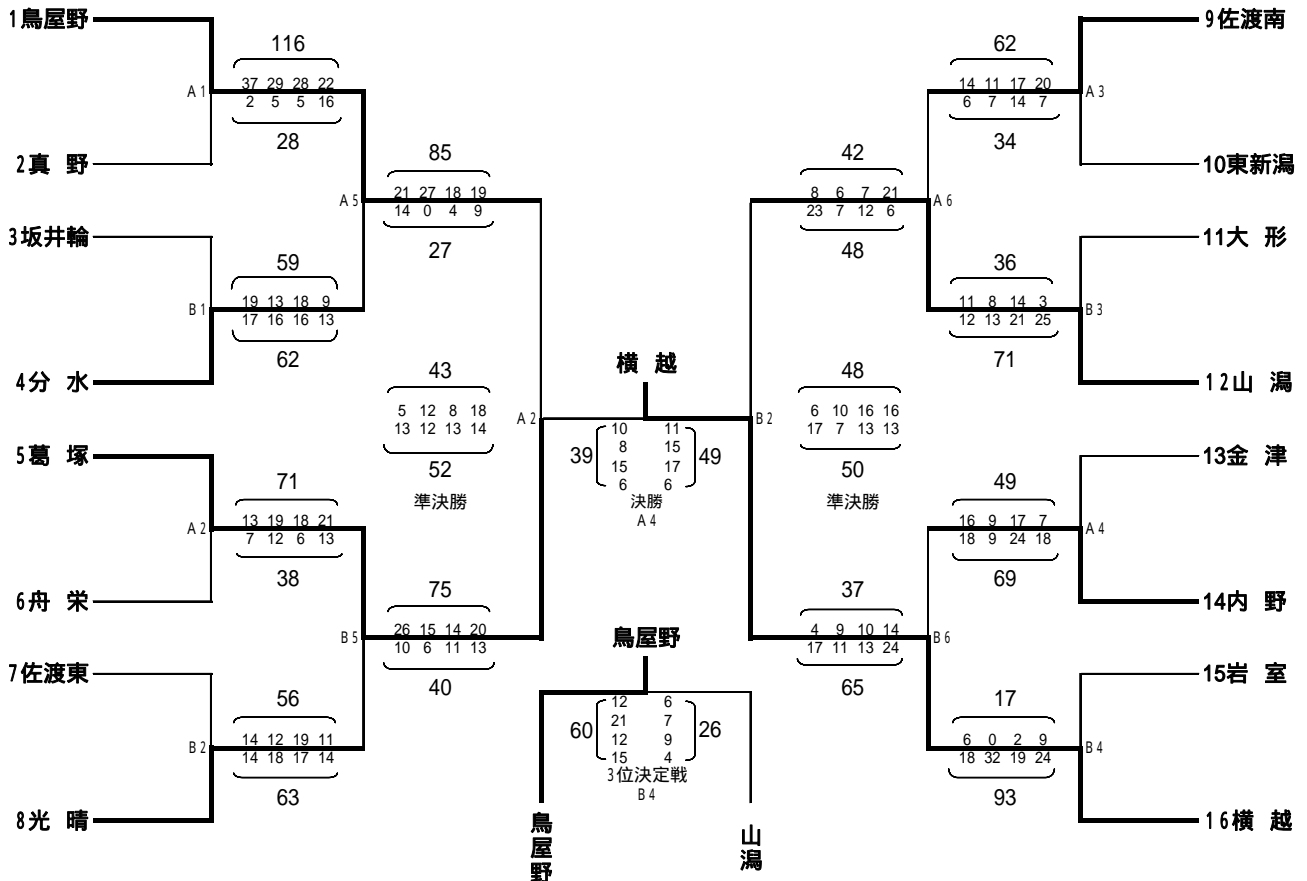 1鳥屋野
2真 野
3坂井輪
4分 水
5葛 塚
6舟 栄
7佐渡東
8光 晴
A1
116
37 29 28 22
2 5 5 16
28
B1
59
19 13 18 9
17 16 16 13
62
A2
71
13 19 18 21
7 12 6 13
38
B2
56
14 12 19 11
14 18 17 14
63
A5
85
21 27 18 19
14 0 4 9
27
B5
75
26 15 14 20
10 6 11 13
40
43
5 12 8 18
13 12 13 14
52
準決勝
A2
横 越
39
10 11
8 15
15 17
6 6
49
決勝
A4
鳥屋野
60
12 6
21 7
12 9
15 4
26
3位決定戦
B4
鳥屋野
山潟
B2
48
6 10 16 16
17 7 13 13
50
準決勝
42
8 6 7 21
23 7 12 6
48
A6
37
4 9 10 14
17 11 13 24
65
B6
62
14 11 17 20
6 7 14 7
34
A3
36
11 8 14 3
12 13 21 25
71
B3
49
16 9 17 7
18 9 24 18
69
A4
17
6 0 2 9
18 32 19 24
93
B4
9佐渡南
10東新潟
11大 形
12山 潟
13金 津
14内 野
15岩 室
16横 越